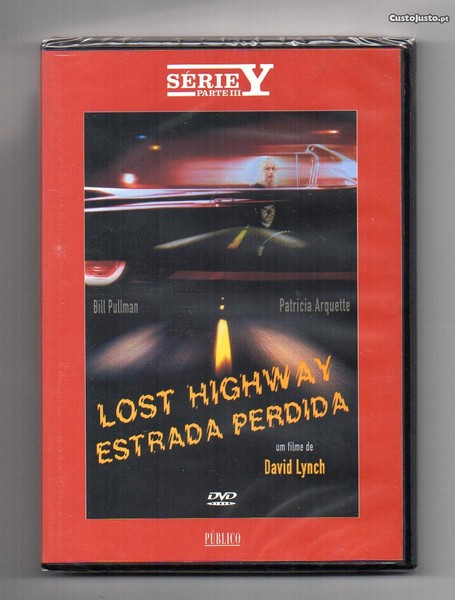 CustoJusto.pt
SÉRIE Y
PARTE III
Bill Pullman
Patricia Arquette
LOST HIGHWAY
ESTRADA PERDIDA
um filme de
David Lynch
DVD
VIDEO
PÚBLICO